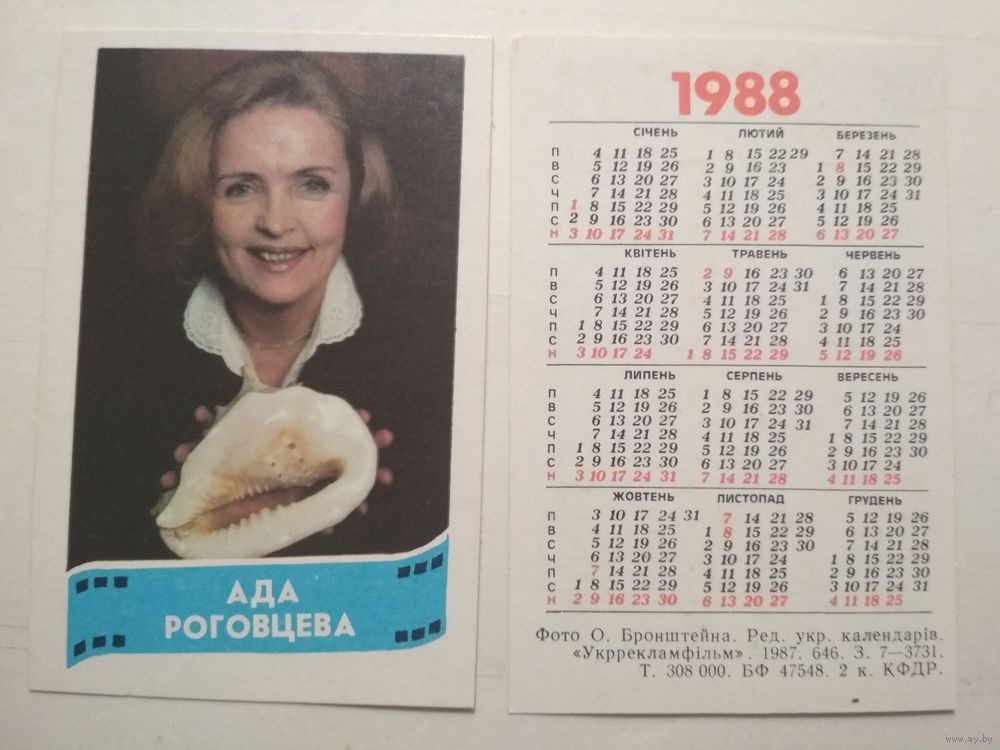 АДА
РОГОВЦЕВА
1988
СІЧЕНЬ ЛЮТИЙ БЕРЕЗЕНЬ
П 4 11 18 25 1 8 15 22 29 7 14 21 28
В 5 12 19 26 2 9 16 23 1 8 15 22 29
С 6 13 20 27 3 10 17 24 2 9 16 23 30
Ч 7 14 21 28 4 11 18 25 3 10 17 24 31
П 1 8 15 22 29 5 12 19 26 4 11 18 25
С 2 9 16 23 30 6 13 20 27 5 12 19 26
Н 3 10 17 24 31 7 14 21 28 6 13 20 27
КВІТЕНЬ ТРАВЕНЬ ЧЕРВЕНЬ
П 4 11 18 25 2 9 16 23 30 6 13 20 27
В 5 12 19 26 3 10 17 24 31 7 14 21 28
С 6 13 20 27 4 11 18 25 1 8 15 22 29
Ч 7 14 21 28 5 12 19 26 2 9 16 23 30
П 1 8 15 22 29 6 13 20 27 3 10 17 24
С 2 9 16 23 30 7 14 21 28 4 11 18 25
Н 3 10 17 24 1 8 15 22 29 5 12 19 26
ЛИПЕНЬ СЕРПЕНЬ ВЕРЕСЕНЬ
П 4 11 18 25 1 8 15 22 29 5 12 19 26
В 5 12 19 26 2 9 16 23 30 6 13 20 27
С 6 13 20 27 3 10 17 24 31 7 14 21 28
Ч 7 14 21 28 4 11 18 25 1 8 15 22 29
П 1 8 15 22 29 5 12 19 26 2 9 16 23 30
С 2 9 16 23 30 6 13 20 27 3 10 17 24
Н 3 10 17 24 31 7 14 21 28 4 11 18 25
ЖОВТЕНЬ ЛИСТОПАД ГРУДЕНЬ
П 3 10 17 24 31 7 14 21 28 5 12 19 26
В 4 11 18 25 1 8 15 22 29 6 13 20 27
С 5 12 19 26 2 9 16 23 30 7 14 21 28
Ч 6 13 20 27 3 10 17 24 1 8 15 22 29
П 7 14 21 28 4 11 18 25 2 9 16 23 30
С 1 8 15 22 29 5 12 19 26 3 10 17 24 31
Н 2 9 16 23 30 6 13 20 27 4 11 18 25
Фото О. Бронштейна. Ред. укр. календарів.
«Укррекламфільм». 1987. 646. З. 7—3731.
Т. 308 000. БФ 47548. 2 к. КФДР.
www.ay.by